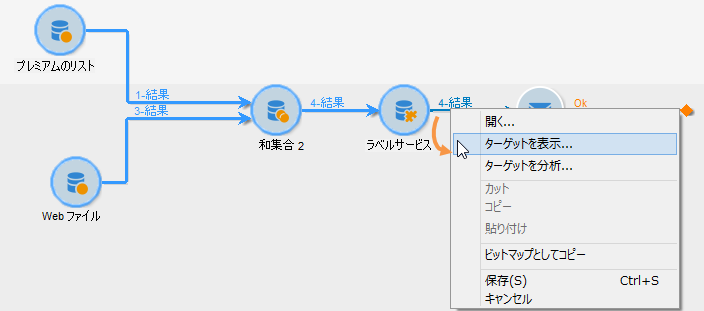 プレミアムのリスト
1-結果
3-結果
4-結果
4-結果
Ok
和集合 2
ラベルサービス
Web ファイル
開く...
ターゲットを表示...
ターゲットを分析...
カット
コピー
貼り付け
ビットマップとしてコピー
保存(S) Ctrl+S
キャンセル